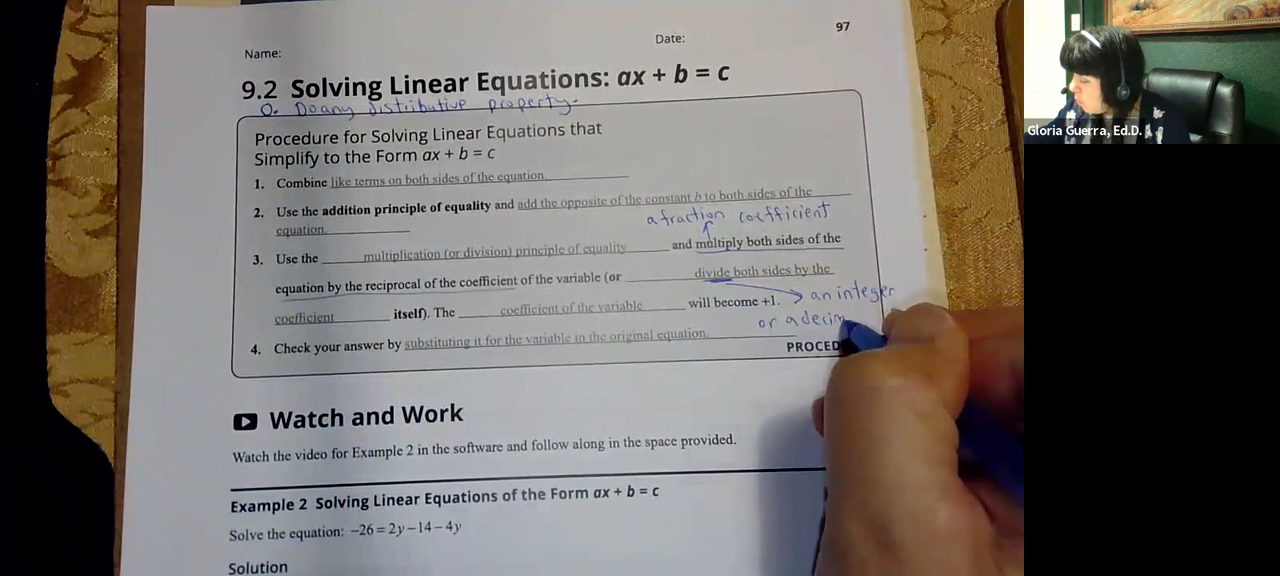 97
Name:
Date:
9.2 Solving Linear Equations: ax + b = c
0. Do any distributive property.
Procedure for Solving Linear Equations that
Simplify to the Form ax + b = c
1. Combine like terms on both sides of the equation.
2. Use the addition principle of equality and add the opposite of the constant b to both sides of the
equation.
a fraction coefficient
3. Use the multiplication (or division) principle of equality and multiply both sides of the
equation by the reciprocal of the coefficient of the variable (or divide both sides by the
an integer
coefficient itself). The coefficient of the variable will become +1.
or a decim
4. Check your answer by substituting it for the variable in the original equation.
PROCED
Watch and Work
Watch the video for Example 2 in the software and follow along in the space provided.
Example 2 Solving Linear Equations of the Form ax + b = c
Solve the equation: −26 = 2y − 14 − 4y
Solution
Gloria Guerra, Ed.D.